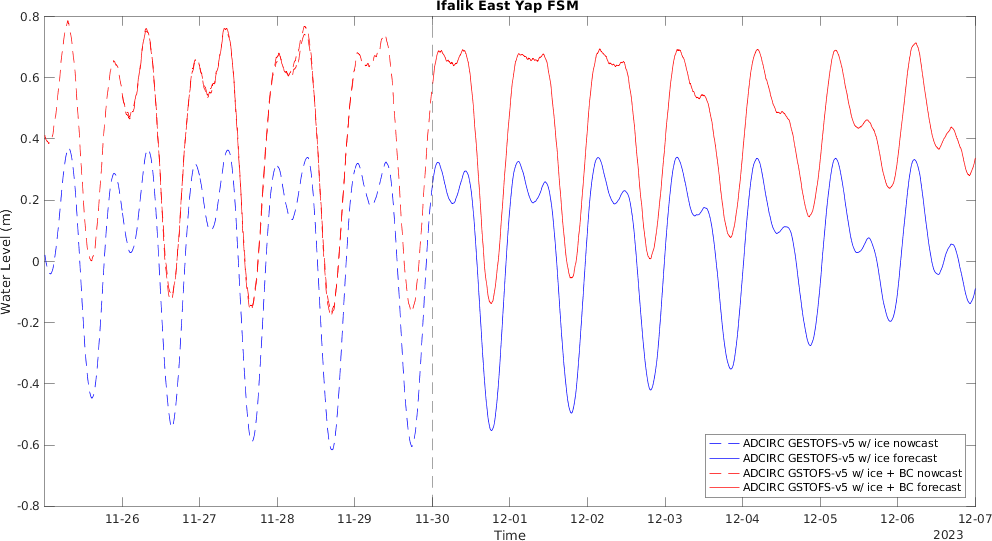 Ifalik East Yap FSM
Water Level (m)
0.8
0.6
0.4
0.2
0
-0.2
-0.4
-0.6
-0.8
ADCIRC GESTOFS-v5 w/ ice nowcast
ADCIRC GESTOFS-v5 w/ ice forecast
ADCIRC GSTOFS-v5 w/ ice + BC nowcast
ADCIRC GSTOFS-v5 w/ ice + BC forecast
11-26 11-27 11-28 11-29 11-30 12-01 12-02 12-03 12-04 12-05 12-06 12-07
Time
2023